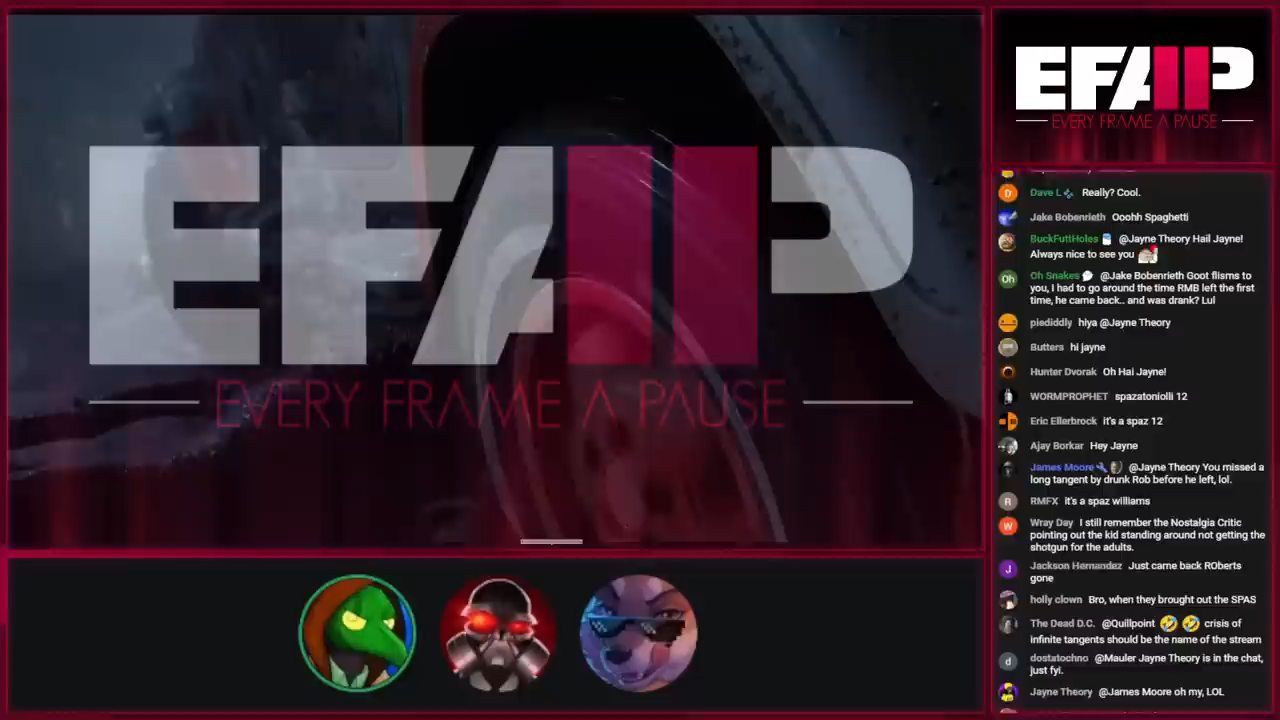 EFAP
EVERY FRAME A PAUSE
EFAP
EVERY FRAME A PAUSE
Dave L Really? Cool.
Jake Bobenrieth Ooohh Spaghetti
BuckFuttHoles @Jayne Theory Hail Jayne!
Always nice to see you
Oh Snakes @Jake Bobenrieth Goot flisms to
you, I had to go around the time RMB left the first
time, he came back.. and was drank? Lul
piediddly hiya @Jayne Theory
Butters hi jayne
Hunter Dvorak Oh Hai Jayne!
WORMPROPHET spazatoniolli 12
Eric Ellerbrock it's a spaz 12
Ajay Borkar Hey Jayne
James Moore @Jayne Theory You missed a
long tangent by drunk Rob before he left, lol.
RMFX it's a spaz williams
Wray Day I still remember the Nostalgia Critic
pointing out the kid standing around not getting the
shotgun for the adults.
Jackson Hernandez Just came back RObers
gone
holly clown Bro, when they brought out the SPAS
The Dead D.C. @Quillpoint crisis of
infinite tangents should be the name of the stream
dostatochno @Mauler Jayne Theory is in the chat,
just fyi.
Jayne Theory @James Moore oh my, LOL